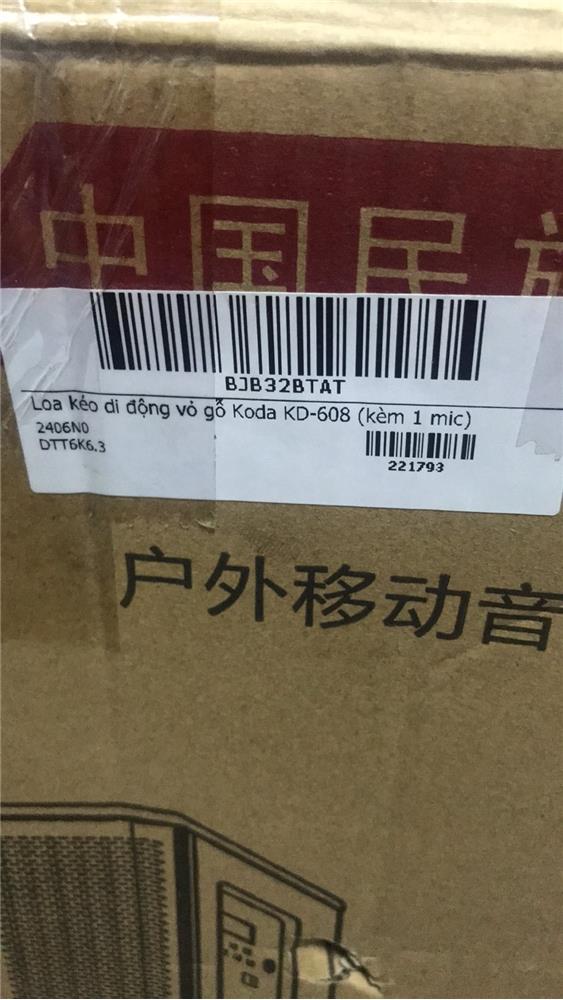 中国民族
BJB32BTAT
Loa kéo di động vỏ gỗ Koda KD-608 (kèm 1 mic)
2406N0
DTT6K6.3
221793
户外移动音